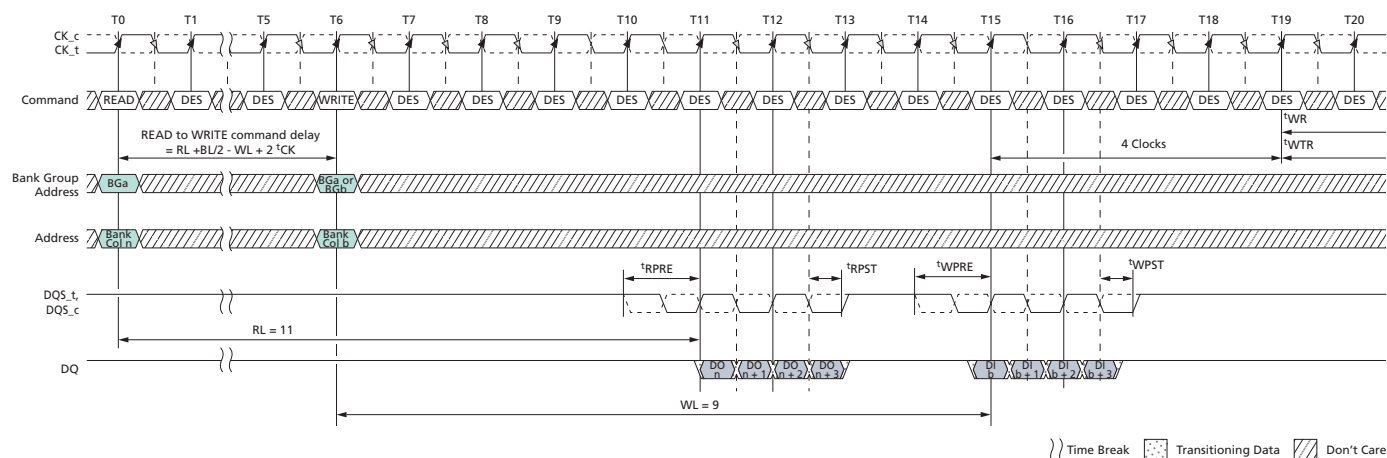 T0 T1 T5 T6 T7 T8 T9 T10 T11 T12 T13 T14 T15 T16 T17 T18 T19 T20
CK_c
CK_t
Command READ DES DES WRITE DES DES DES DES DES DES DES DES DES DES DES DES DES DES
READ to WRITE command delay
= RL +BL/2 - WL + 2 tCK
4 Clocks
tWR
tWTR
Bank Group
Address
BGa
BGa or
BGb
Address
Bank
Col n
Bank
Col b
tRPRE tRPST tWPRE tWPST
DQS_t,
DQS_c
RL = 11
DQ
DO
n
DO
n + 1
DO
n + 2
DO
n + 3
DI
b
DI
b + 1
DI
b + 2
DI
b + 3
WL = 9
Time Break Transitioning Data Don't Care